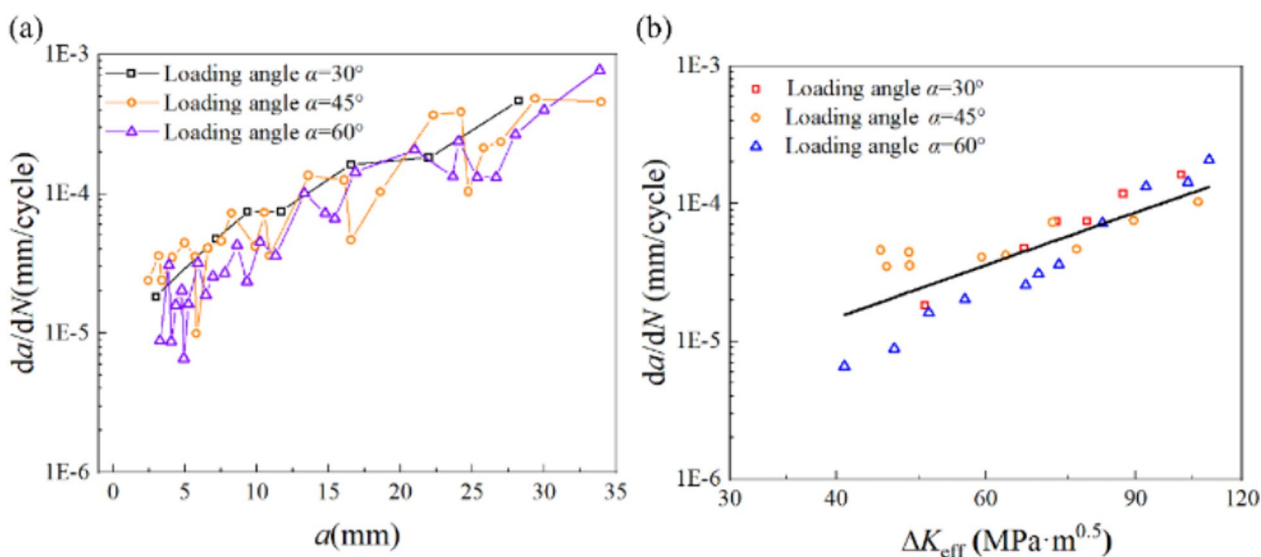 (a)
1E-3
1E-4
1E-5
1E-6
da/dN(mm/cycle)
Loading angle α=30°
Loading angle α=45°
Loading angle α=60°
0 5 10 15 20 25 30 35
a(mm)
(b)
1E-3
1E-4
1E-5
1E-6
da/dN (mm/cycle)
Loading angle α=30°
Loading angle α=45°
Loading angle α=60°
30 40 60 90 120
ΔK_eff (MPa·m^0.5)